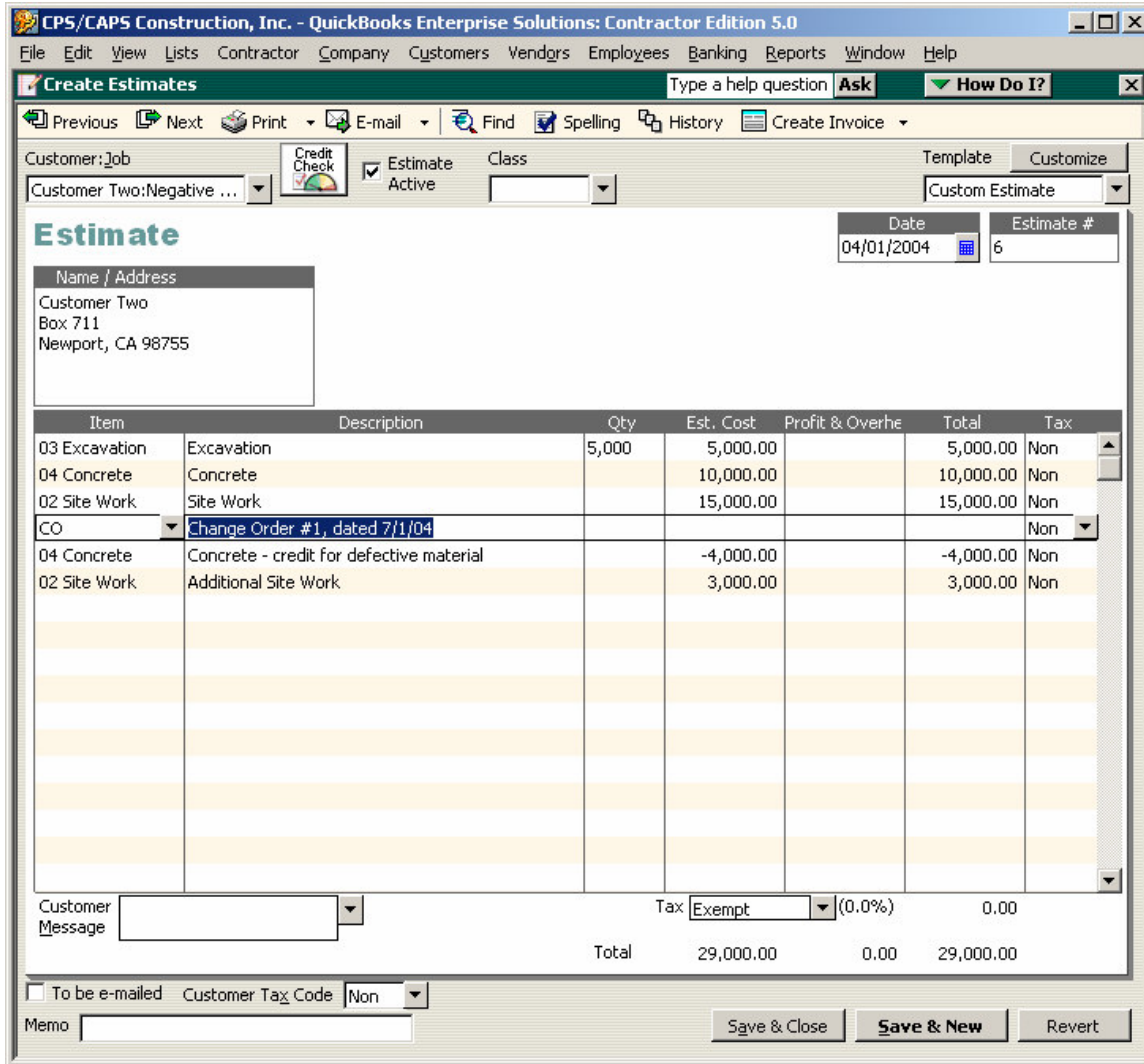 CPS/CAPS Construction, Inc. - QuickBooks Enterprise Solutions: Contractor Edition 5.0
File Edit View Lists Contractor Company Customers Vendors Employees Banking Reports Window Help
Create Estimates Type a help question Ask How Do I?
Previous Next Print E-mail Find Spelling History Create Invoice
Customer:Job Credit Check Estimate Active Class Template Customize
Customer Two:Negative ... Custom Estimate
Estimate Date Estimate #
04/01/2004 6
Name / Address
Customer Two
Box 711
Newport, CA 98755
Item Description Qty Est. Cost Profit & Overhe Total Tax
03 Excavation Excavation 5,000 5,000.00 5,000.00 Non
04 Concrete Concrete 10,000.00 10,000.00 Non
02 Site Work Site Work 15,000.00 15,000.00 Non
CO Change Order #1, dated 7/1/04 Non
04 Concrete Concrete - credit for defective material -4,000.00 -4,000.00 Non
02 Site Work Additional Site Work 3,000.00 3,000.00 Non
Customer Message Tax Exempt (0.0%) 0.00
Total 29,000.00 0.00 29,000.00
To be e-mailed Customer Tax Code Non
Memo Save & Close Save & New Revert